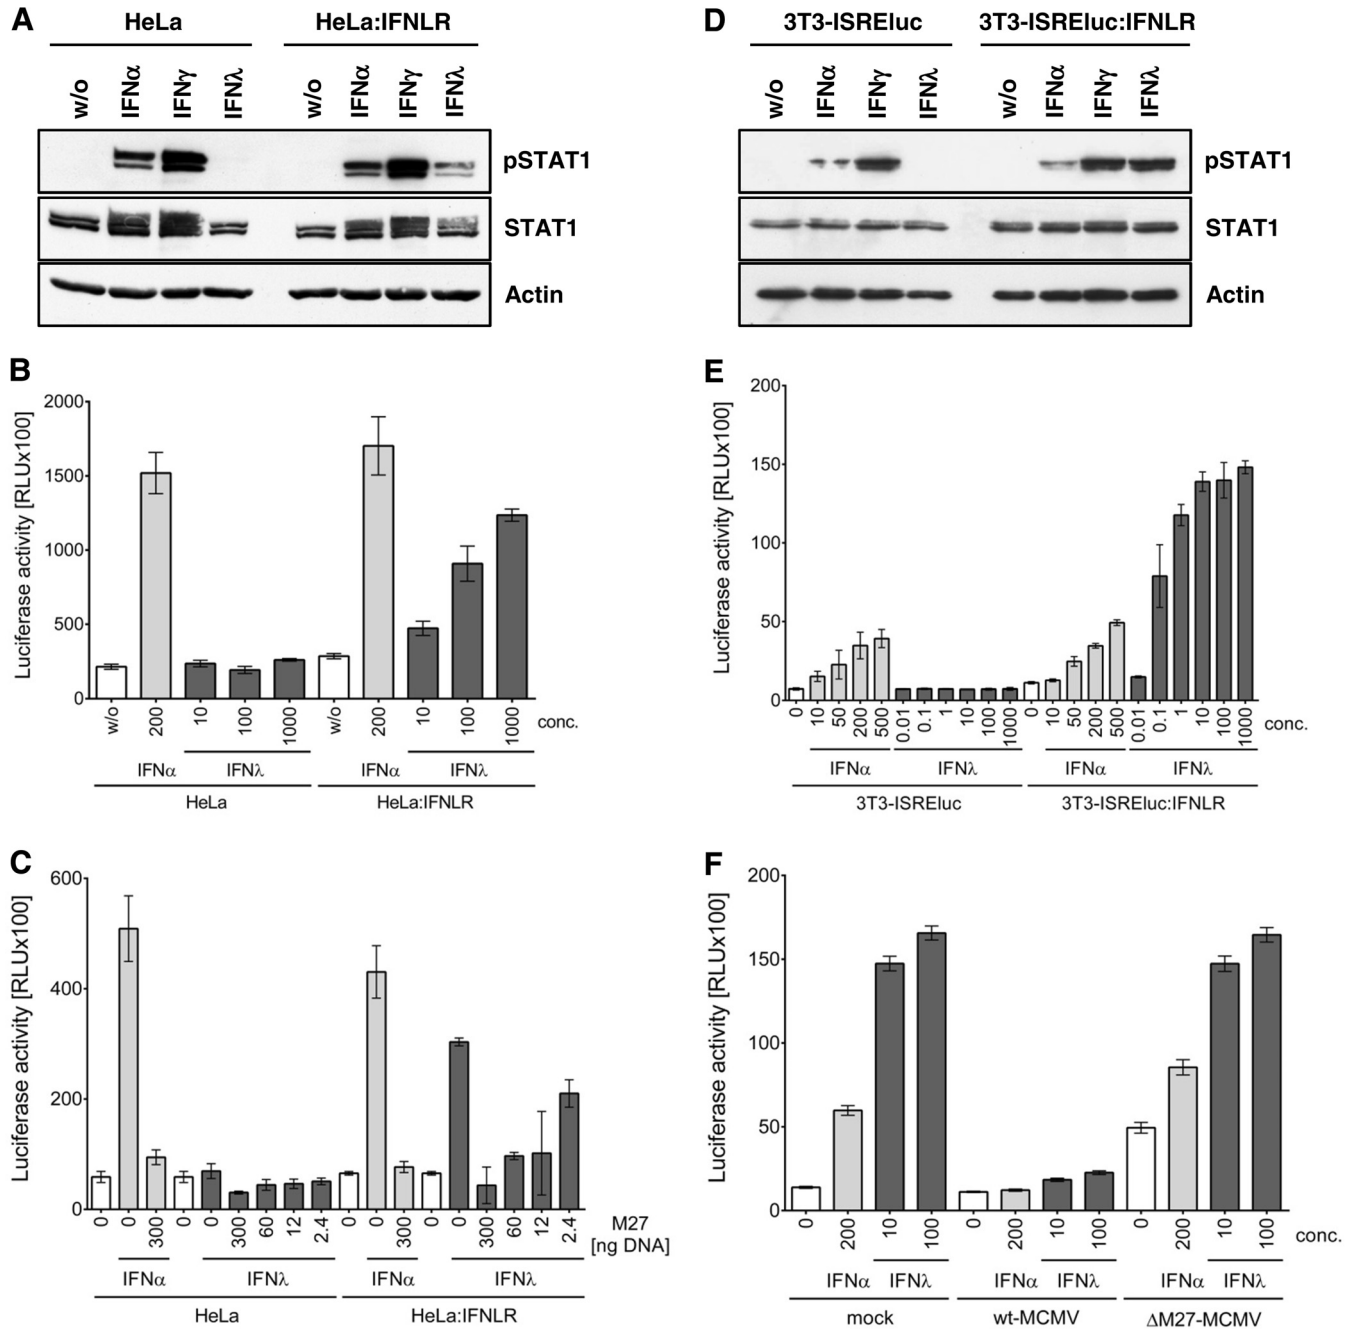 A
HeLa
HeLa:IFNLR
w/o
IFNα
IFNγ
IFNλ
w/o
IFNα
IFNγ
IFNλ
pSTAT1
STAT1
Actin
D
3T3-ISREluc
3T3-ISREluc:IFNLR
w/o
IFNα
IFNγ
IFNλ
w/o
IFNα
IFNγ
IFNλ
pSTAT1
STAT1
Actin
B
Luciferase activity [RLUx100]
2000
1500
1000
500
0
w/o 200 10 100 1000 w/o 200 10 100 1000 conc.
IFNα IFNλ IFNα IFNλ
HeLa HeLa:IFNLR
E
Luciferase activity [RLUx100]
200
150
100
50
0
0 10 50 200 500 0.01 0.1 1 10 100 1000 0 10 50 200 500 0.01 0.1 1 10 100 1000 conc.
IFNα IFNλ IFNα IFNλ
3T3-ISREluc 3T3-ISREluc:IFNLR
C
Luciferase activity [RLUx100]
600
400
200
0
0 0 300 0 0 300 60 12 2.4 0 0 300 0 0 300 60 12 2.4 M27
[ng DNA]
IFNα IFNλ IFNα IFNλ
HeLa HeLa:IFNLR
F
Luciferase activity [RLUx100]
200
150
100
50
0
0 200 10 100 0 200 10 100 0 200 10 100 conc.
IFNα IFNλ IFNα IFNλ IFNα IFNλ
mock wt-MCMV ΔM27-MCMV